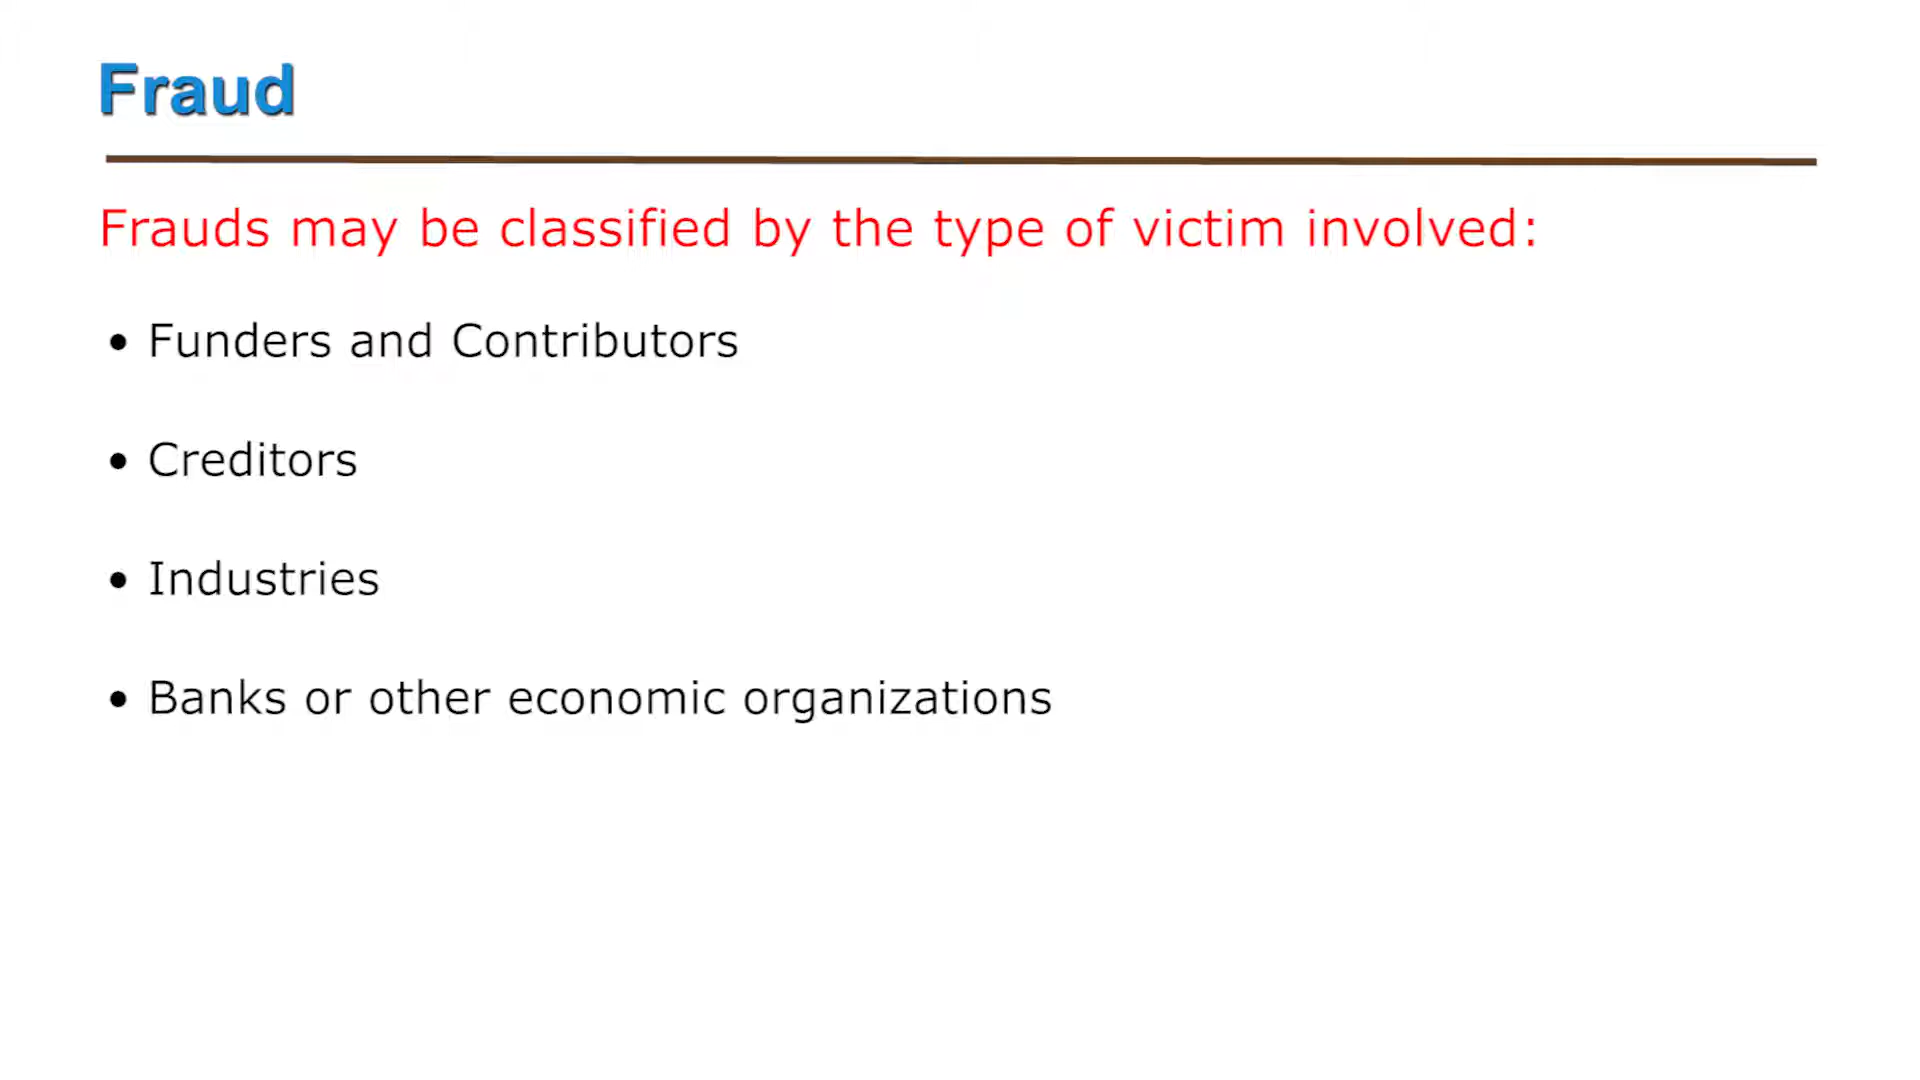 Fraud
Frauds may be classified by the type of victim involved:
• Funders and Contributors
• Creditors
• Industries
• Banks or other economic organizations